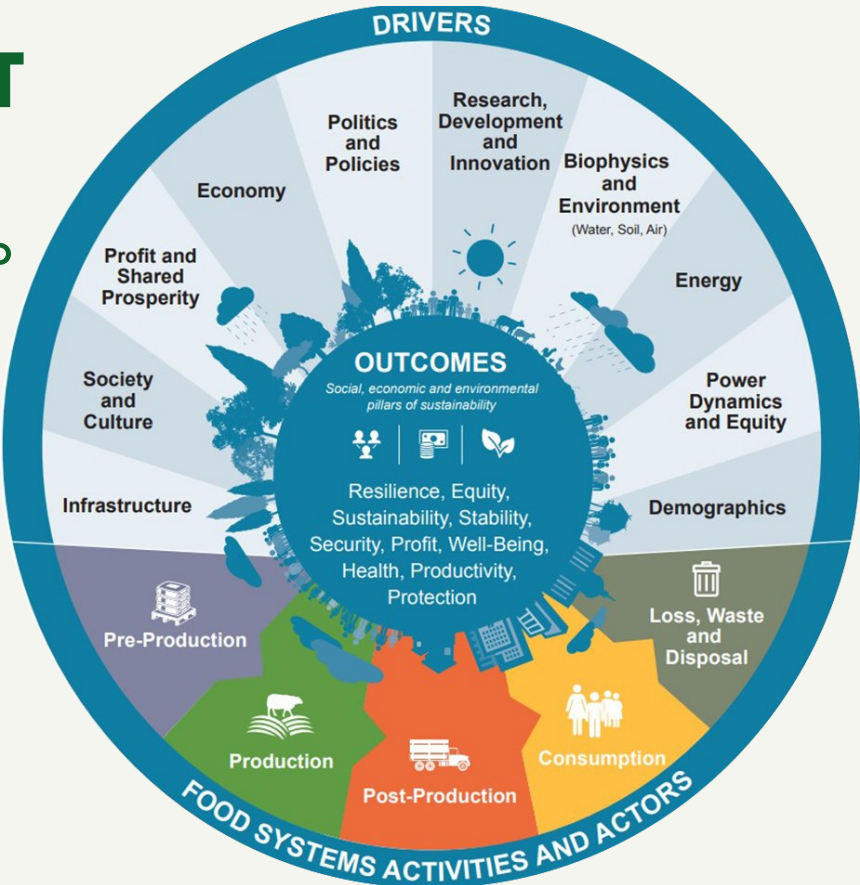 T
P
DRIVERS
Infrastructure
Society
and
Culture
Profit and
Shared
Prosperity
Economy
Politics
and
Policies
Research,
Development
and
Innovation
Biophysics
and
Environment
(Water, Soil, Air)
Energy
Power
Dynamics
and Equity
Demographics
OUTCOMES
Social, economic and environmental
pillars of sustainability
Resilience, Equity,
Sustainability, Stability,
Security, Profit, Well-Being,
Health, Productivity,
Protection
Pre-Production
Production
Post-Production
Consumption
Loss, Waste
and
Disposal
FOOD SYSTEMS ACTIVITIES AND ACTORS